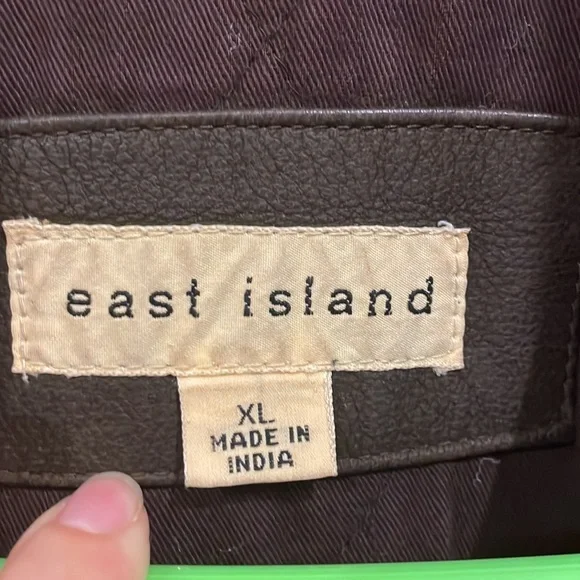 east island
XL
MADE IN
INDIA